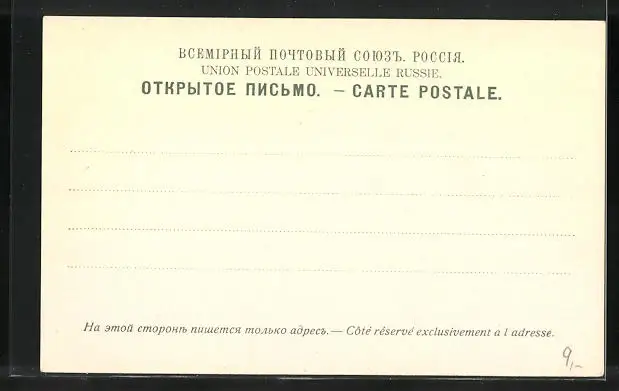 ВСЕМІРНЫЙ ПОЧТОВЫЙ СОЮЗЪ. РОССІЯ.
UNION POSTALE UNIVERSELLE RUSSIE.
ОТКРЫТОЕ ПИСЬМО. – CARTE POSTALE.
На этой сторонѣ пишется только адресъ.— Côté réservé exclusivement a l adresse.
9,-